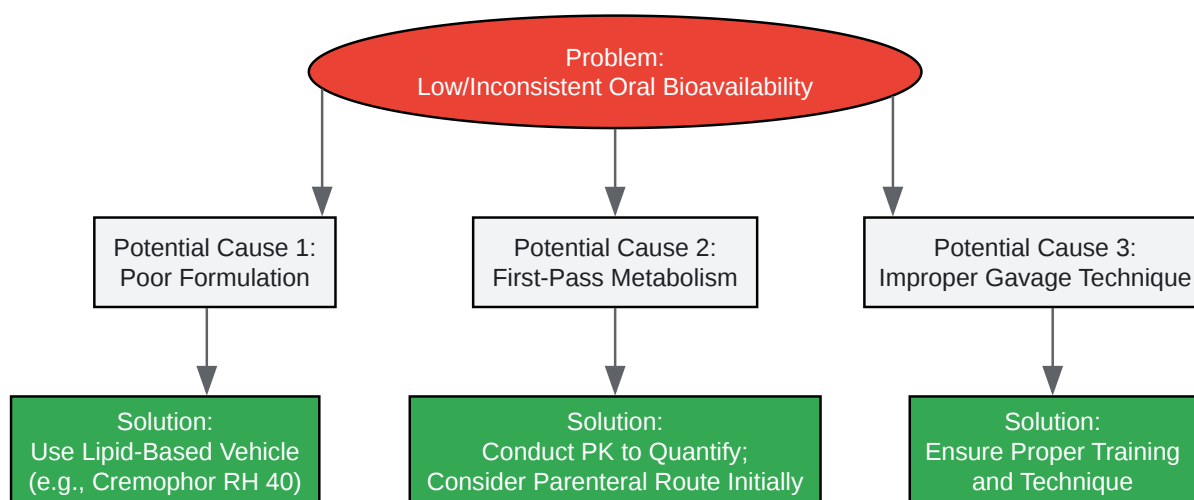 Problem:
Low/Inconsistent Oral Bioavailability
Potential Cause 1:
Poor Formulation
Potential Cause 2:
First-Pass Metabolism
Potential Cause 3:
Improper Gavage Technique
Solution:
Use Lipid-Based Vehicle
(e.g., Cremophor RH 40)
Solution:
Conduct PK to Quantify;
Consider Parenteral Route Initially
Solution:
Ensure Proper Training
and Technique